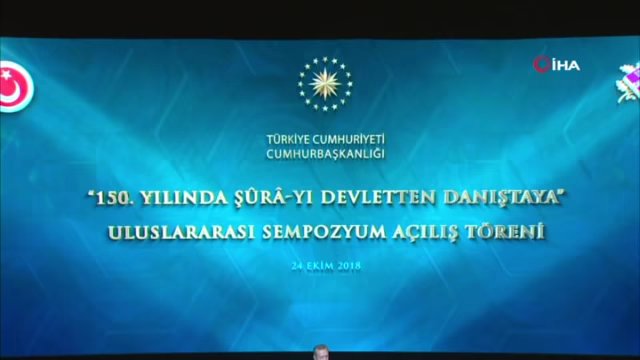 İHA
TÜRKİYE CUMHURİYETİ
CUMHURBAŞKANLIĞI
“150. YILINDA ŞÛRÂ-YI DEVLETTEN DANIŞTAYA”
ULUSLARARASI SEMPOZYUM AÇILIŞ TÖRENİ
24 EKİM 2018